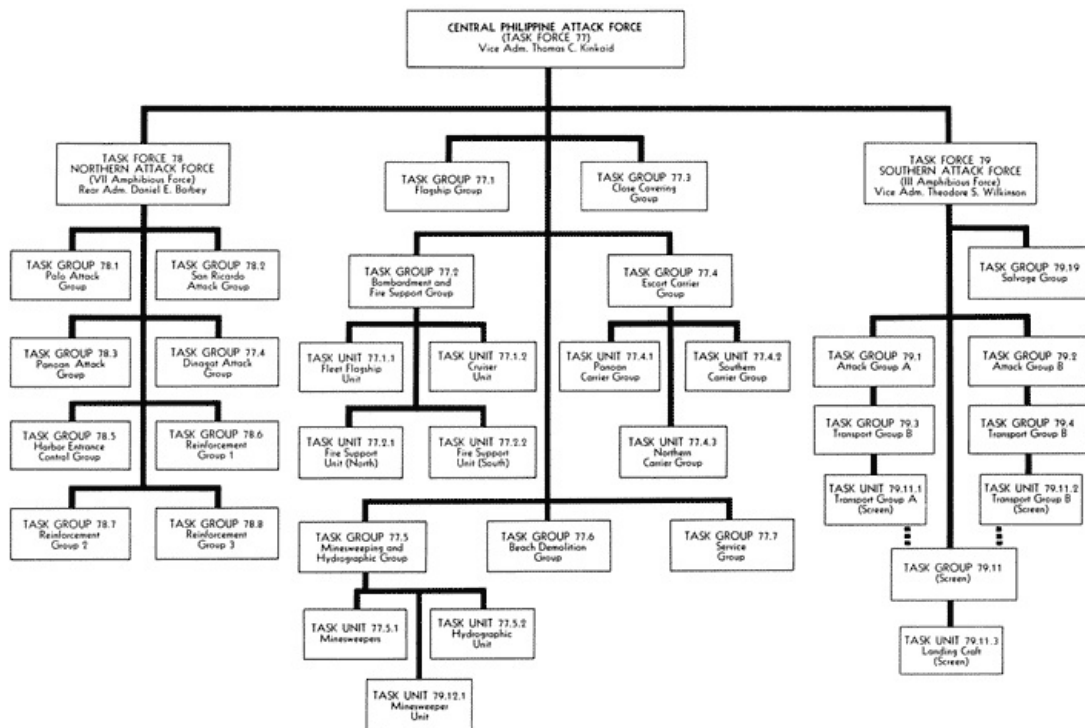 CENTRAL PHILIPPINE ATTACK FORCE
(TASK FORCE 77)
Vice Adm. Thomas C. Kinkaid
TASK FORCE 78
NORTHERN ATTACK FORCE
(VII Amphibious Force)
Rear Adm. Daniel E. Barbey
TASK GROUP 77.1
Flagship Group
TASK GROUP 77.3
Close Covering
Group
TASK FORCE 79
SOUTHERN ATTACK FORCE
(III Amphibious Force)
Vice Adm. Theodore S. Wilkinson
TASK GROUP 78.1
Palo Attack
Group
TASK GROUP 78.2
San Ricardo
Attack Group
TASK GROUP 77.2
Bombardment and
Fire Support Group
TASK GROUP 77.4
Escort Carrier
Group
TASK GROUP 79.19
Salvage Group
TASK GROUP 78.3
Panaon Attack
Group
TASK GROUP 77.4
Dinagat Attack
Group
TASK UNIT 77.1.1
Fleet Flagship
Unit
TASK UNIT 77.1.2
Cruiser
Unit
TASK UNIT 77.4.1
Panaon
Carrier Group
TASK UNIT 77.4.2
Southern
Carrier Group
TASK GROUP 79.1
Attack Group A
TASK GROUP 79.2
Attack Group B
TASK GROUP 78.5
Harbor Entrance
Control Group
TASK GROUP 78.6
Reinforcement
Group 1
TASK UNIT 77.2.1
Fire Support
Unit (North)
TASK UNIT 77.2.2
Fire Support
Unit (South)
TASK UNIT 77.4.3
Northern
Carrier Group
TASK GROUP 79.3
Transport Group B
TASK GROUP 79.4
Transport Group B
TASK GROUP 78.7
Reinforcement
Group 2
TASK GROUP 78.8
Reinforcement
Group 3
TASK UNIT 79.11.1
Transport Group A
(Screen)
TASK UNIT 79.11.2
Transport Group B
(Screen)
TASK GROUP 77.5
Minesweeping and
Hydrographic Group
TASK GROUP 77.6
Beach Demolition
Group
TASK GROUP 77.7
Service
Group
TASK GROUP 79.11
(Screen)
TASK UNIT 77.5.1
Minesweepers
TASK UNIT 77.5.2
Hydrographic
Unit
TASK UNIT 79.11.3
Landing Craft
(Screen)
TASK UNIT 79.12.1
Minesweeper
Unit